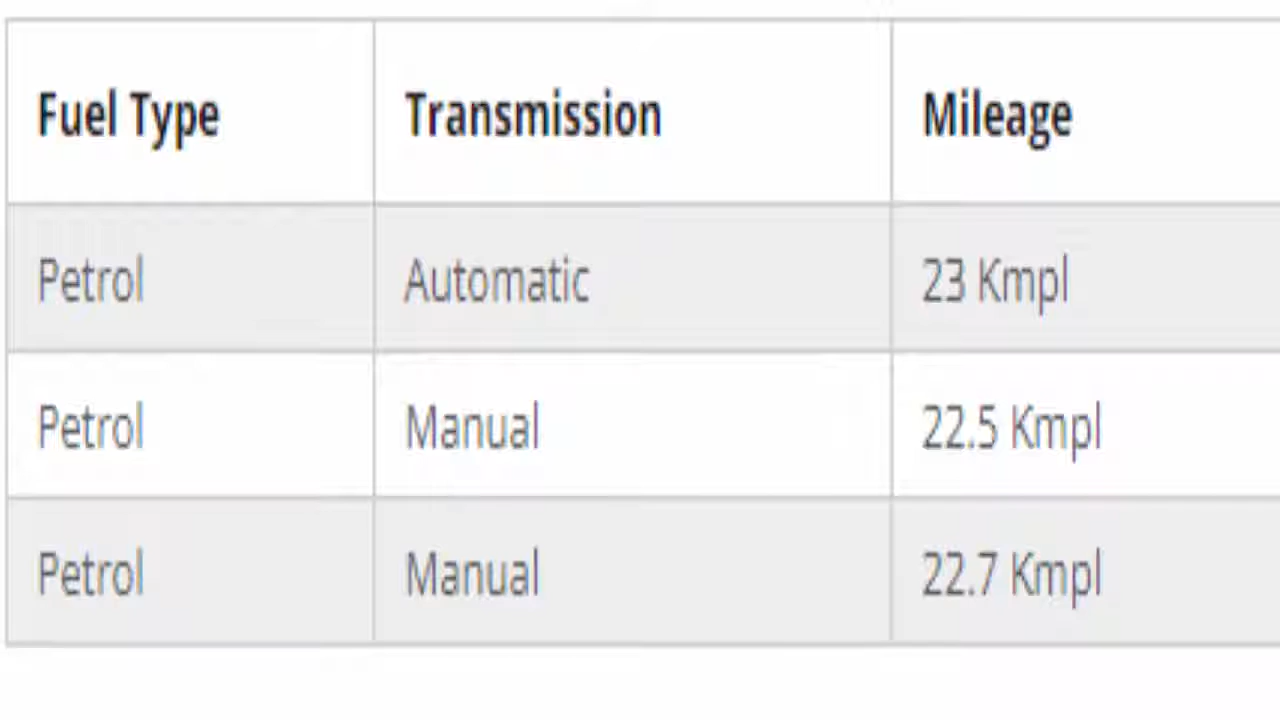 Fuel Type Transmission Mileage
Petrol Automatic 23 Kmpl
Petrol Manual 22.5 Kmpl
Petrol Manual 22.7 Kmpl